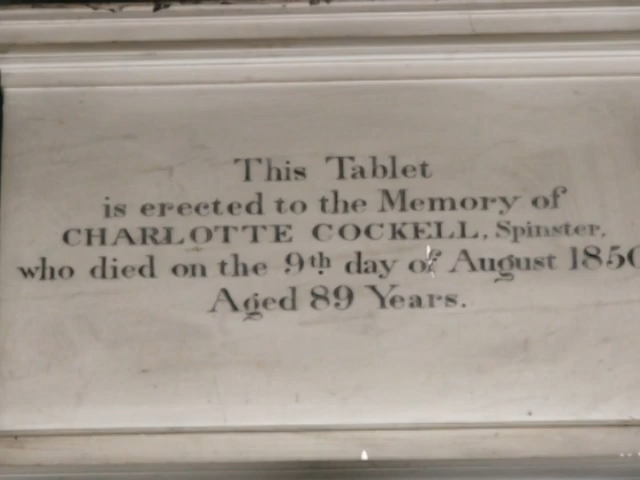 This Tablet
is erected to the Memory of
CHARLOTTE COCKELL, Spinster,
who died on the 9th day of August 1850
Aged 89 Years.